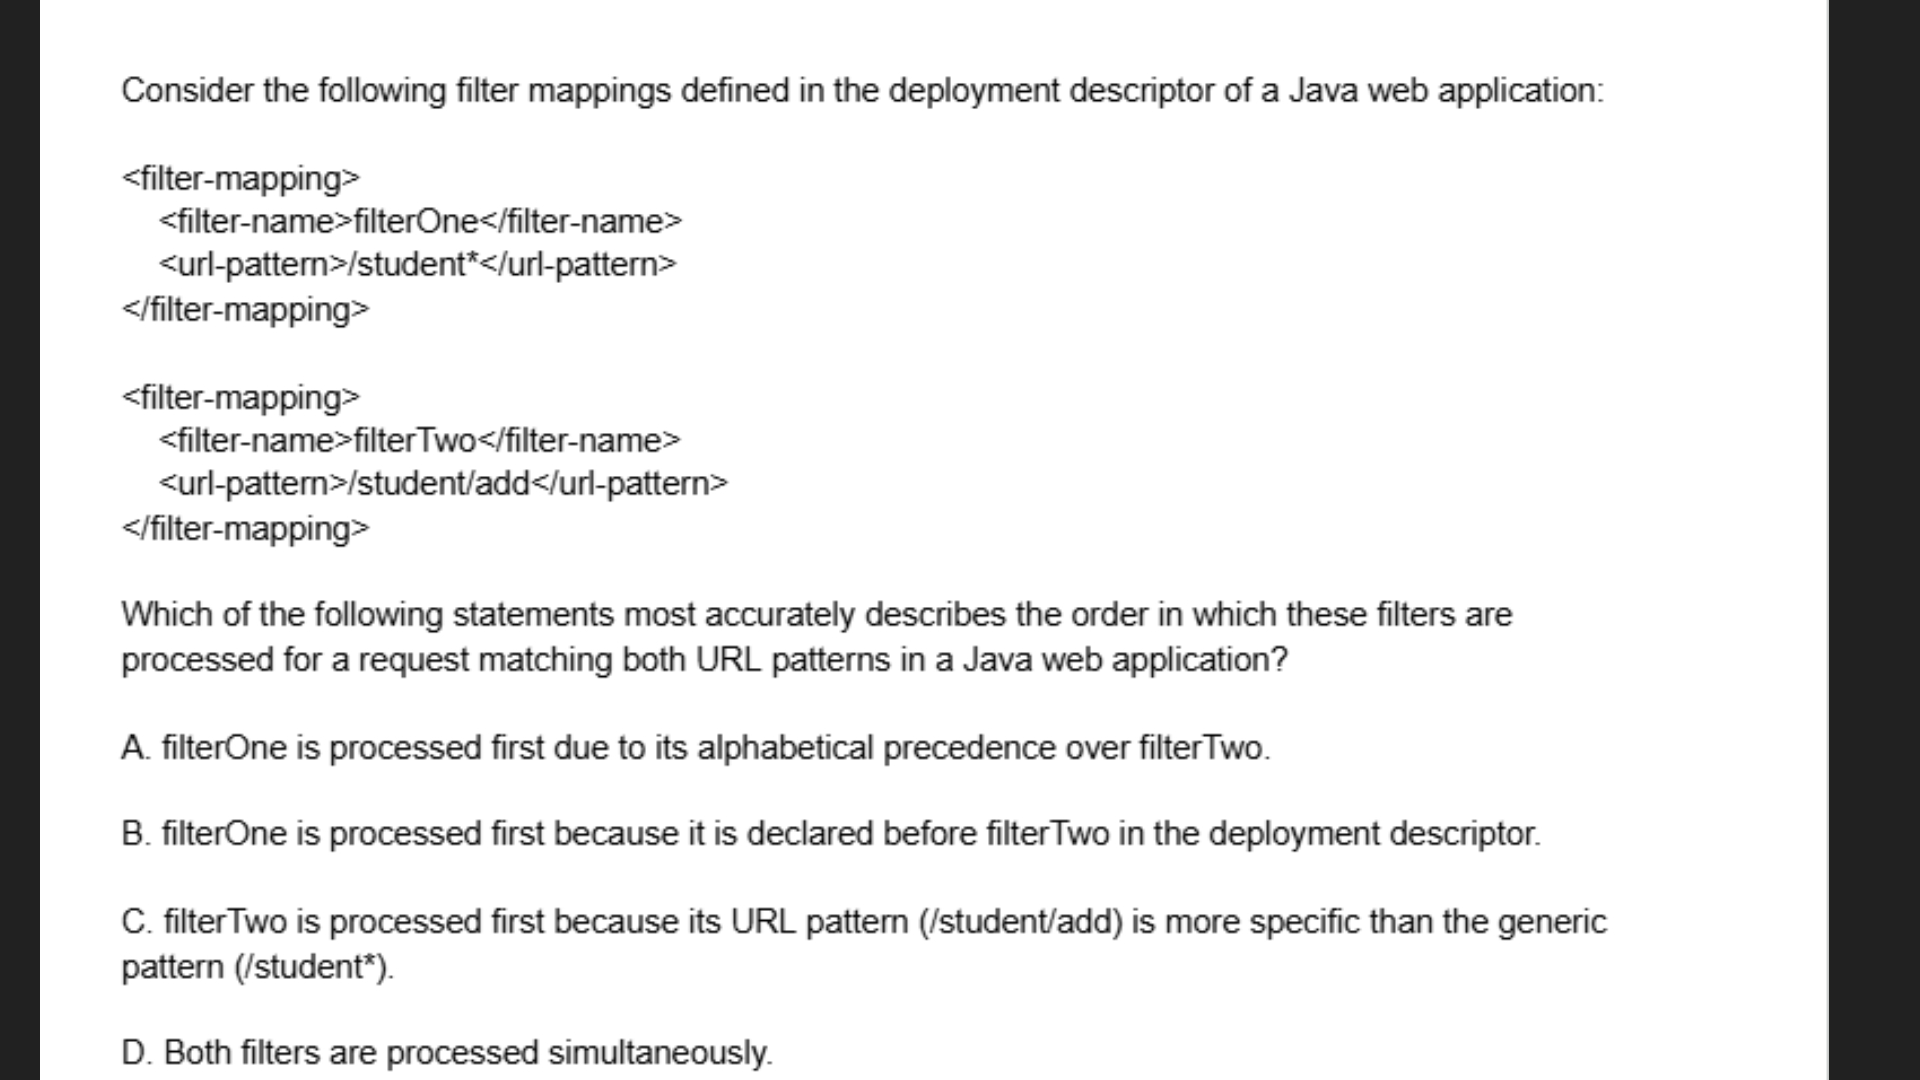 Consider the following filter mappings defined in the deployment descriptor of a Java web application:
<filter-mapping>
<filter-name>filterOne</filter-name>
<url-pattern>/student*</url-pattern>
</filter-mapping>
<filter-mapping>
<filter-name>filterTwo</filter-name>
<url-pattern>/student/add</url-pattern>
</filter-mapping>
Which of the following statements most accurately describes the order in which these filters are
processed for a request matching both URL patterns in a Java web application?
A. filterOne is processed first due to its alphabetical precedence over filterTwo.
B. filterOne is processed first because it is declared before filterTwo in the deployment descriptor.
C. filterTwo is processed first because its URL pattern (/student/add) is more specific than the generic
pattern (/student*).
D. Both filters are processed simultaneously.